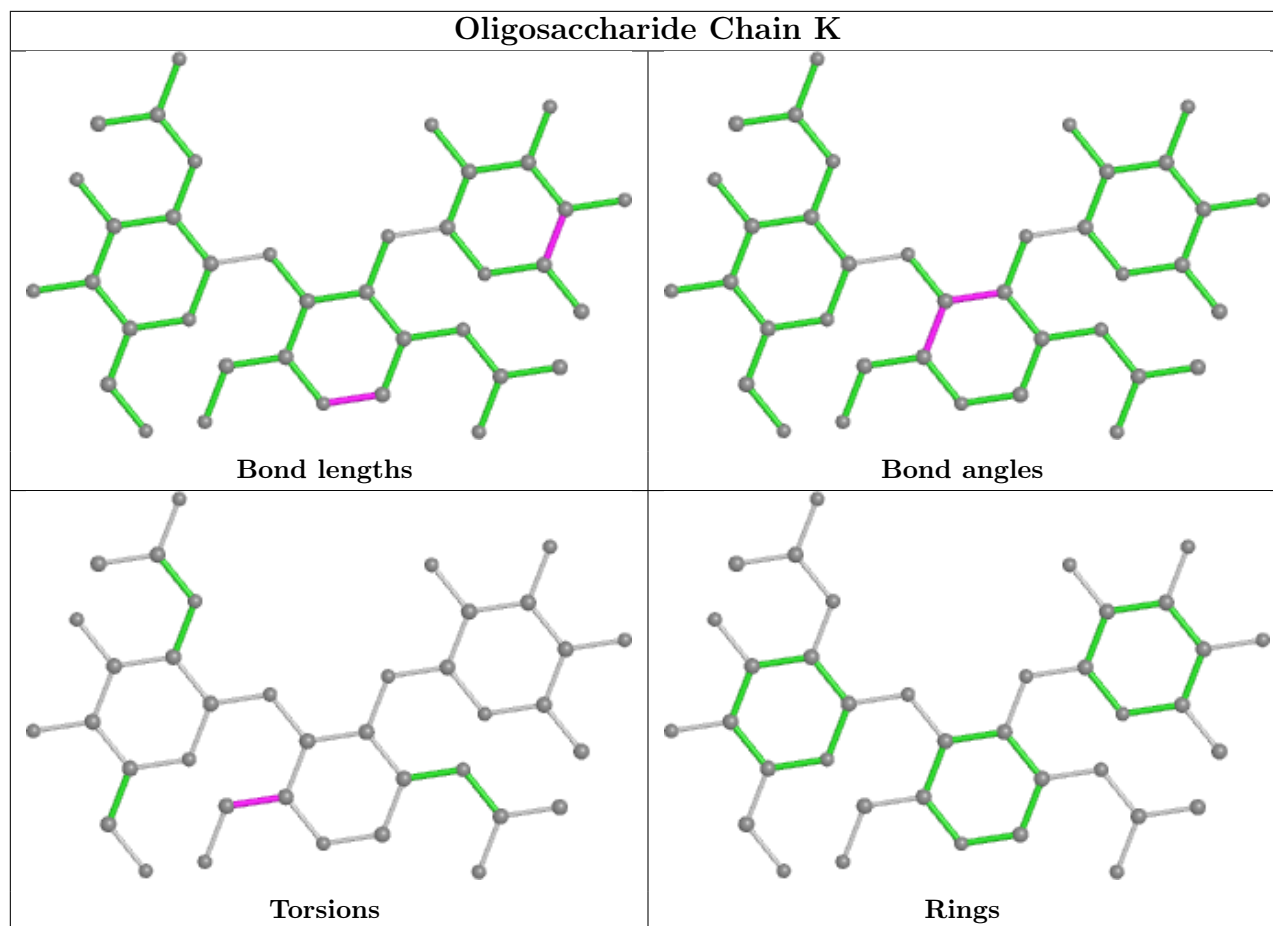 Oligosaccharide Chain K
Bond lengths
Bond angles
Torsions
Rings